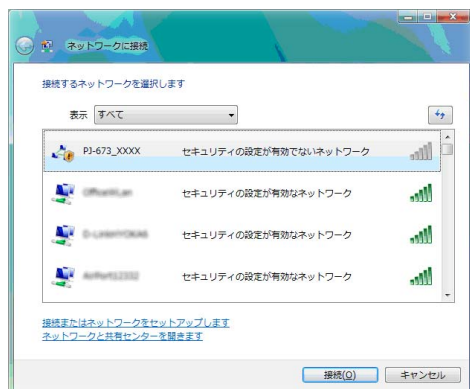 ネットワークに接続
接続するネットワークを選択します
表示 すべて
PJ-673_XXXX セキュリティの設定が有効でないネットワーク
セキュリティの設定が有効なネットワーク
セキュリティの設定が有効なネットワーク
セキュリティの設定が有効なネットワーク
接続またはネットワークをセットアップします
ネットワークと共有センターを開きます
接続(O) キャンセル